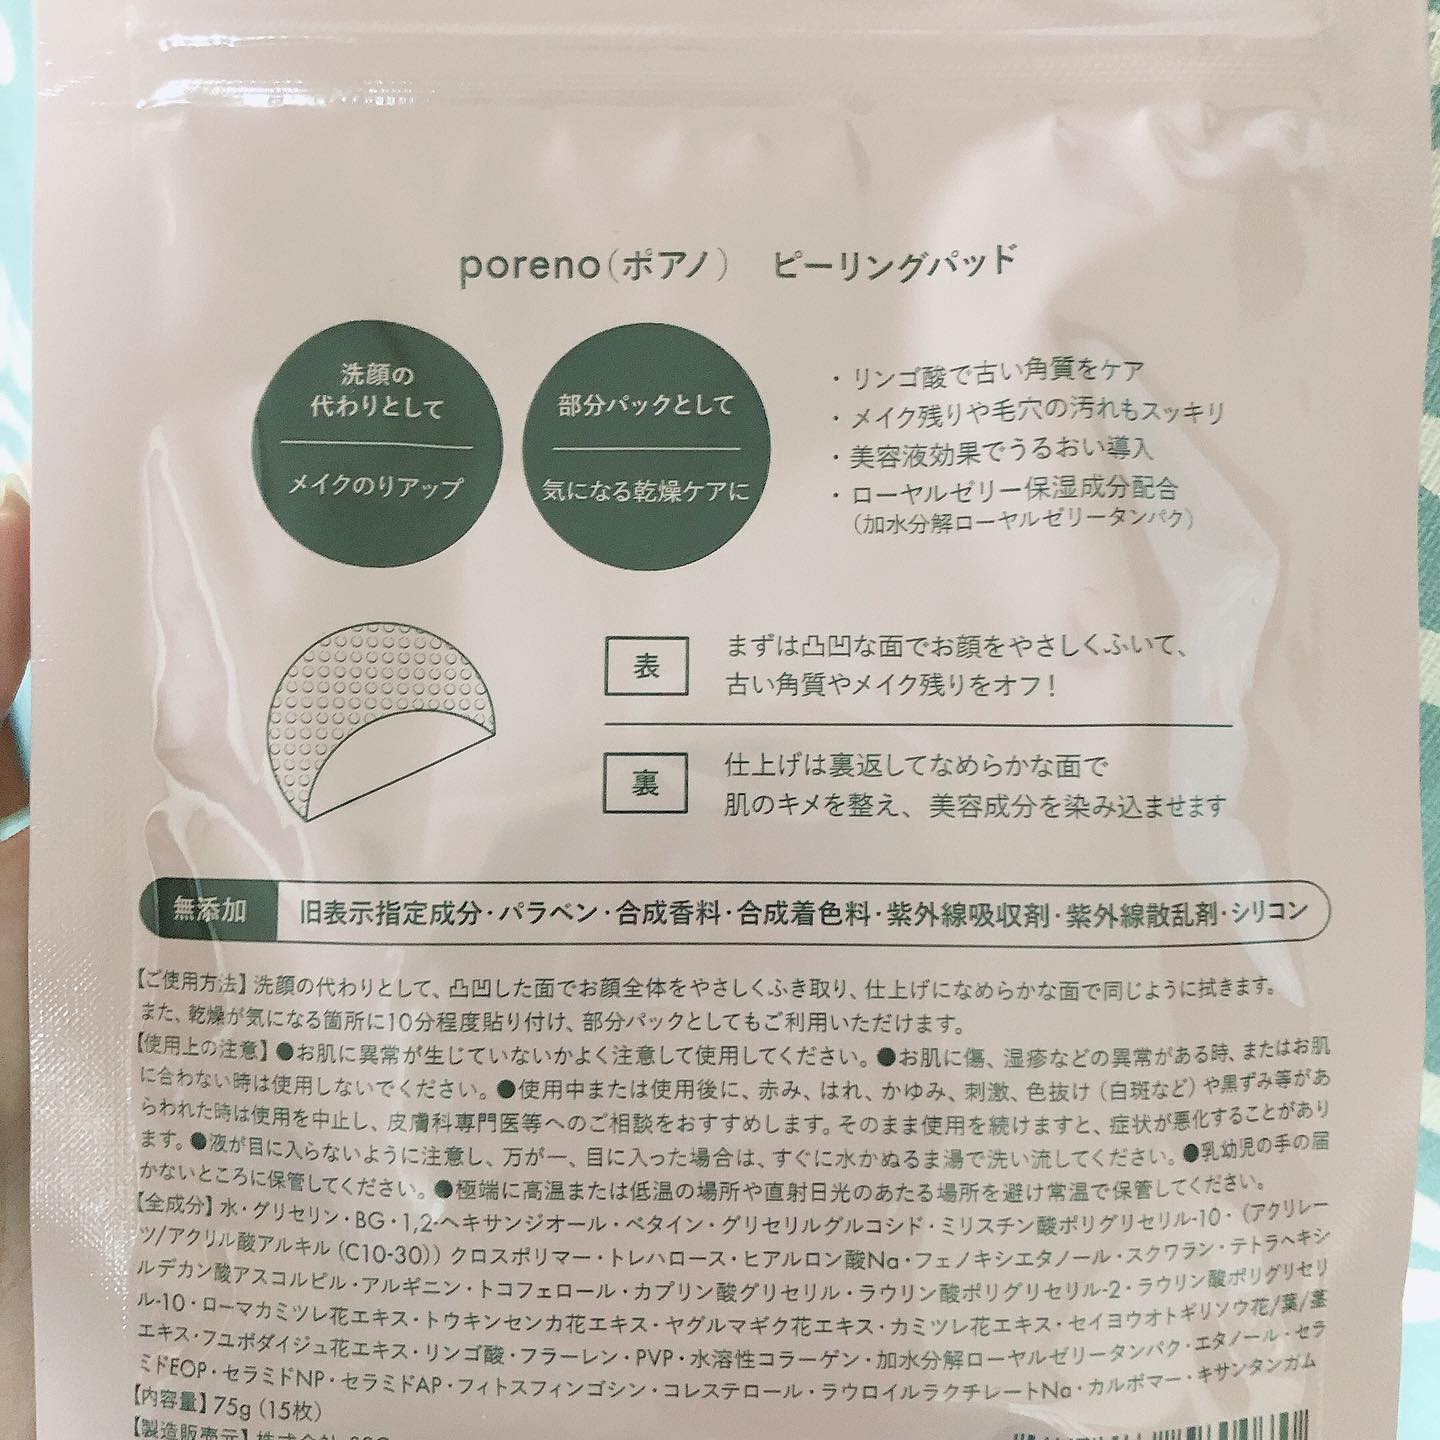 poreno（ポアノ） ピーリングパッド
洗顔の
代わりとして
メイクのりアップ
部分パックとして
気になる乾燥ケアに
・リンゴ酸で古い角質をケア
・メイク残りや毛穴の汚れもスッキリ
・美容液効果でうるおい導入
・ローヤルゼリー保湿成分配合
（加水分解ローヤルゼリータンパク）
表
まずは凸凹な面でお顔をやさしくふいて、
古い角質やメイク残りをオフ！
裏
仕上げは裏返してなめらかな面で
肌のキメを整え、美容成分を染み込ませます
無添加 旧表示指定成分・パラベン・合成香料・合成着色料・紫外線吸収剤・紫外線散乱剤・シリコン
【ご使用方法】洗顔の代わりとして、凸凹した面でお顔全体をやさしくふき取り、仕上げになめらかな面で同じように拭きます。
また、乾燥が気になる箇所に10分程度貼り付け、部分パックとしてもご利用いただけます。
【使用上の注意】●お肌に異常が生じていないかよく注意して使用してください。●お肌に傷、湿疹などの異常がある時、またはお肌
に合わない時は使用しないでください。●使用中または使用後に、赤み、はれ、かゆみ、刺激、色抜け（白斑など）や黒ずみ等があ
らわれた時は使用を中止し、皮膚科専門医等へのご相談をおすすめします。そのまま使用を続けますと、症状が悪化することがあり
ます。●液が目に入らないように注意し、万が一、目に入った場合は、すぐに水かぬるま湯で洗い流してください。●乳幼児の手の届
かないところに保管してください。●極端に高温または低温の場所や直射日光のあたる場所を避け常温で保管してください。
【全成分】水・グリセリン・BG・1,2-ヘキサンジオール・ベタイン・グリセリルグルコシド・ミリスチン酸ポリグリセリル-10・（アクリレー
ツ/アクリル酸アルキル（C10-30））クロスポリマー・トレハロース・ヒアルロン酸Na・フェノキシエタノール・スクワラン・テトラヘキシ
ルデカン酸アスコルビル・アルギニン・トコフェロール・カプリン酸グリセリル・ラウリン酸ポリグリセリル-2・ラウリン酸ポリグリセリ
ル-10・ローマカミツレ花エキス・トウキンセンカ花エキス・ヤグルマギク花エキス・カミツレ花エキス・セイヨウオトギリソウ花/葉/茎
エキス・フユボダイジュ花エキス・リンゴ酸・フラーレン・PVP・水溶性コラーゲン・加水分解ローヤルゼリータンパク・エタノール・セラ
ミドEOP・セラミドNP・セラミドAP・フィトスフィンゴシン・コレステロール・ラウロイルラクチレートNa・カルボマー・キサンタンガム
【内容量】75g（15枚）
【製造販売元】株式会社